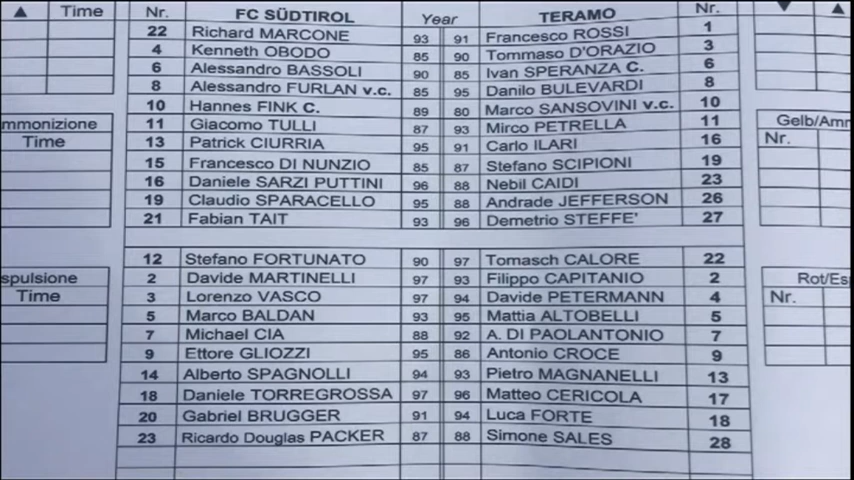 Time Nr. FC SÜDTIROL Year TERAMO Nr.
22 Richard MARCONE 93 91 Francesco ROSSI 1
4 Kenneth OBODO 85 90 Tommaso D'ORAZIO 3
6 Alessandro BASSOLI 90 85 Ivan SPERANZA C. 6
8 Alessandro FURLAN v.c. 85 95 Danilo BULEVARDI 8
10 Hannes FINK C. 89 80 Marco SANSOVINI v.c. 10
mmonizione 11 Giacomo TULLI 87 93 Mirco PETRELLA 11 Gelb/Amm
Time 13 Patrick CIURRIA 95 91 Carlo ILARI 16 Nr.
15 Francesco DI NUNZIO 85 87 Stefano SCIPIONI 19
16 Daniele SARZI PUTTINI 96 88 Nebil CAIDI 23
19 Claudio SPARACELLO 95 88 Andrade JEFFERSON 26
21 Fabian TAIT 93 96 Demetrio STEFFE' 27
12 Stefano FORTUNATO 90 97 Tomasch CALORE 22
spulsione 2 Davide MARTINELLI 97 93 Filippo CAPITANIO 2 Rot/Esp
Time 3 Lorenzo VASCO 97 94 Davide PETERMANN 4 Nr.
5 Marco BALDAN 93 95 Mattia ALTOBELLI 5
7 Michael CIA 88 92 A. DI PAOLANTONIO 7
9 Ettore GLIOZZI 95 86 Antonio CROCE 9
14 Alberto SPAGNOLLI 94 93 Pietro MAGNANELLI 13
18 Daniele TORREGROSSA 97 96 Matteo CERICOLA 17
20 Gabriel BRUGGER 91 94 Luca FORTE 18
23 Ricardo Douglas PACKER 87 88 Simone SALES 28